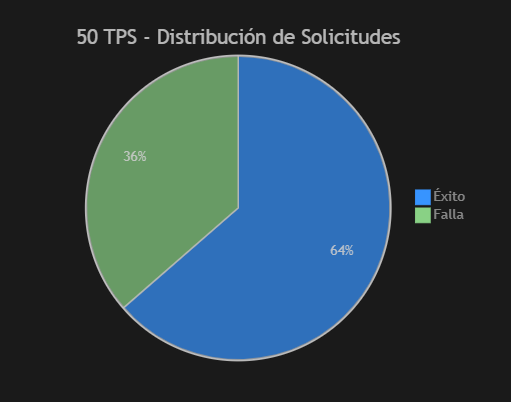 50 TPS - Distribución de Solicitudes
36%
64%
Éxito
Falla